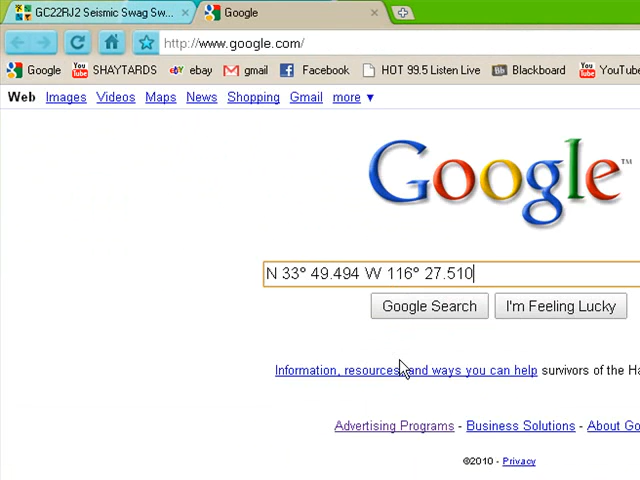 GC22RJ2 Seismic Swag Sw... Google
http://www.google.com/
Google SHAYTARDS ebay gmail Facebook HOT 99.5 Listen Live Blackboard YouTube
Web Images Videos Maps News Shopping Gmail more ▼
Google™
N 33° 49.494 W 116° 27.510
Google Search I'm Feeling Lucky
Information, resources, and ways you can help survivors of the Ha
Advertising Programs - Business Solutions - About Go
©2010 - Privacy